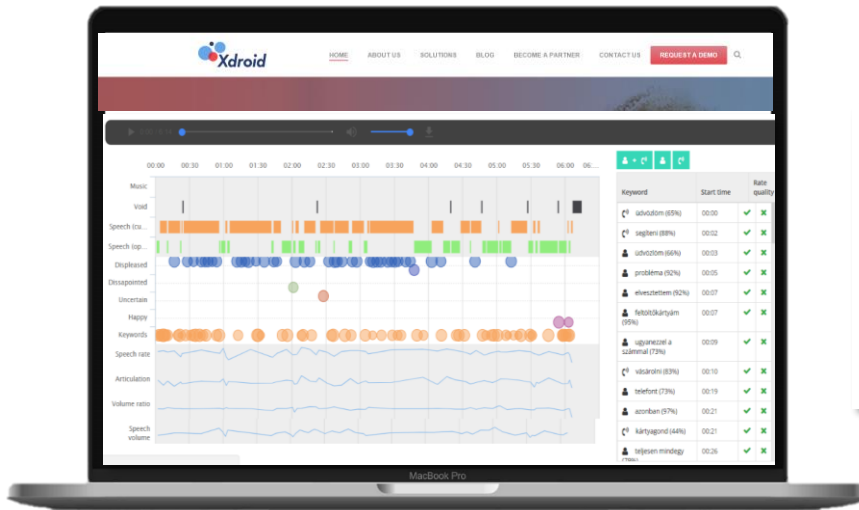 Xdroid
HOME ABOUT US SOLUTIONS BLOG BECOME A PARTNER CONTACT US REQUEST A DEMO
00:00 00:30 01:00 01:30 02:00 02:30 03:00 03:30 04:00 04:30 05:00 05:30 06:00 06:...
Music
Void
Speech (cu...
Speech (op...
Displeased
Dissapointed
Uncertain
Happy
Keywords
Speech rate
Articulation
Volume ratio
Speech
volume
+
Keyword Start time Rate
quality
üdvözlöm (65%) 00:00
segíteni (88%) 00:02
üdvözlöm (66%) 00:03
probléma (92%) 00:05
elvesztettem (92%) 00:07
feltöltőkártyám 00:07
(95%)
ugyanezzel a 00:09
számmal (73%)
vásárolni (83%) 00:10
telefont (73%) 00:19
azonban (97%) 00:21
kártyagond (44%) 00:21
teljesen mindegy 00:26
MacBook Pro